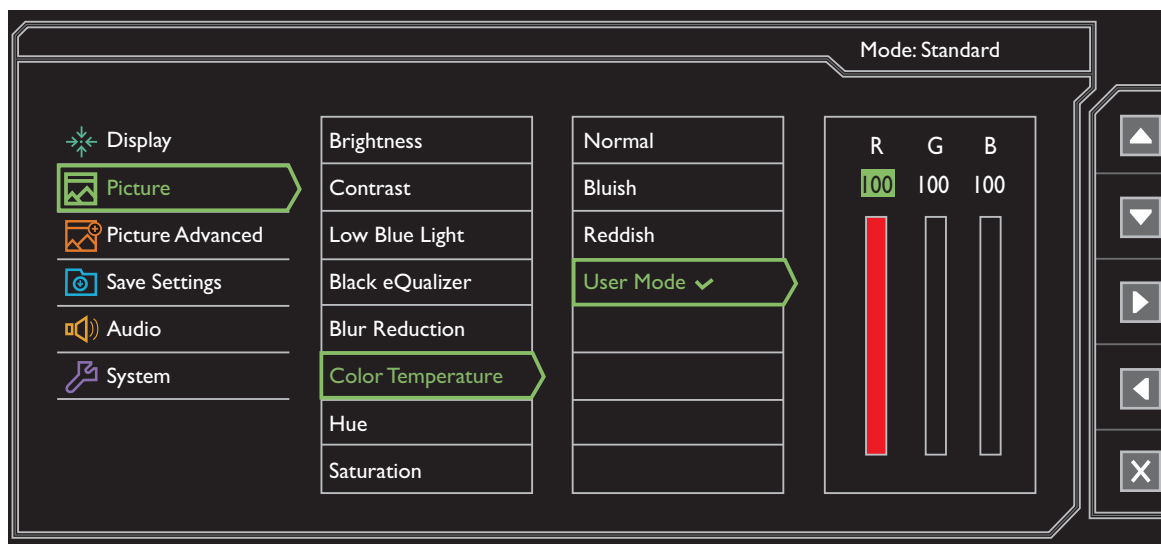 Mode: Standard
Display
Picture
Picture Advanced
Save Settings
Audio
System
Brightness
Contrast
Low Blue Light
Black eQualizer
Blur Reduction
Color Temperature
Hue
Saturation
Normal
Bluish
Reddish
User Mode
R G B
100 100 100
X